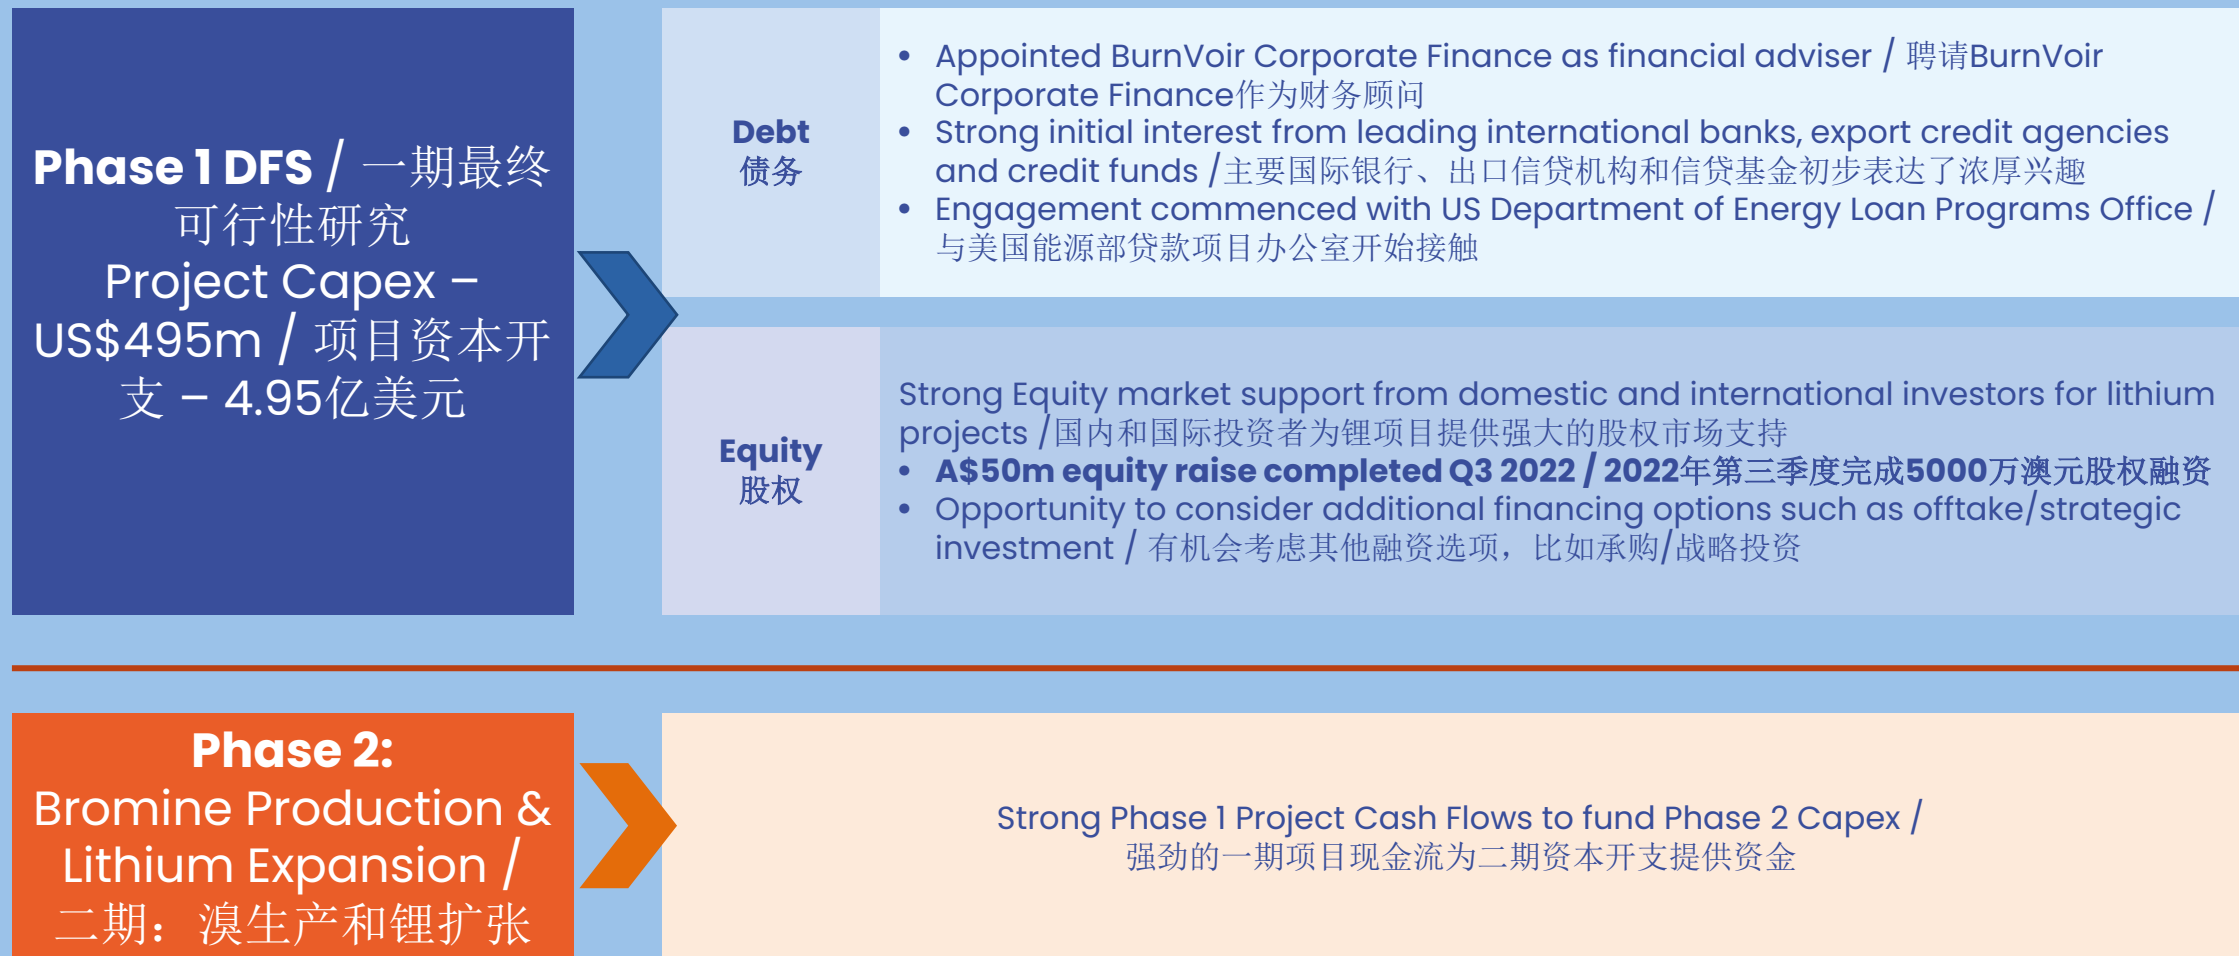 Phase 1 DFS / 一期最终
可行性研究
Project Capex –
US$495m / 项目资本开
支 – 4.95亿美元
Debt
债务
• Appointed BurnVoir Corporate Finance as financial adviser / 聘请BurnVoir
Corporate Finance作为财务顾问
• Strong initial interest from leading international banks, export credit agencies
and credit funds /主要国际银行、出口信贷机构和信贷基金初步表达了浓厚兴趣
• Engagement commenced with US Department of Energy Loan Programs Office /
与美国能源部贷款项目办公室开始接触
Equity
股权
Strong Equity market support from domestic and international investors for lithium
projects /国内和国际投资者为锂项目提供强大的股权市场支持
• A$50m equity raise completed Q3 2022 / 2022年第三季度完成5000万澳元股权融资
• Opportunity to consider additional financing options such as offtake/strategic
investment / 有机会考虑其他融资选项，比如承购/战略投资
Phase 2:
Bromine Production &
Lithium Expansion /
二期：溴生产和锂扩张
Strong Phase 1 Project Cash Flows to fund Phase 2 Capex /
强劲的一期项目现金流为二期资本开支提供资金